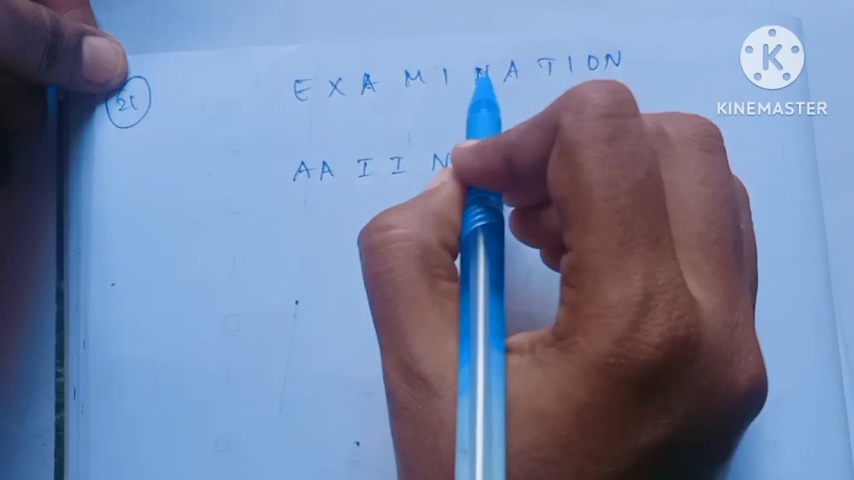 21
E X A M I N A T I O N
A A I I N
K
KINEMASTER